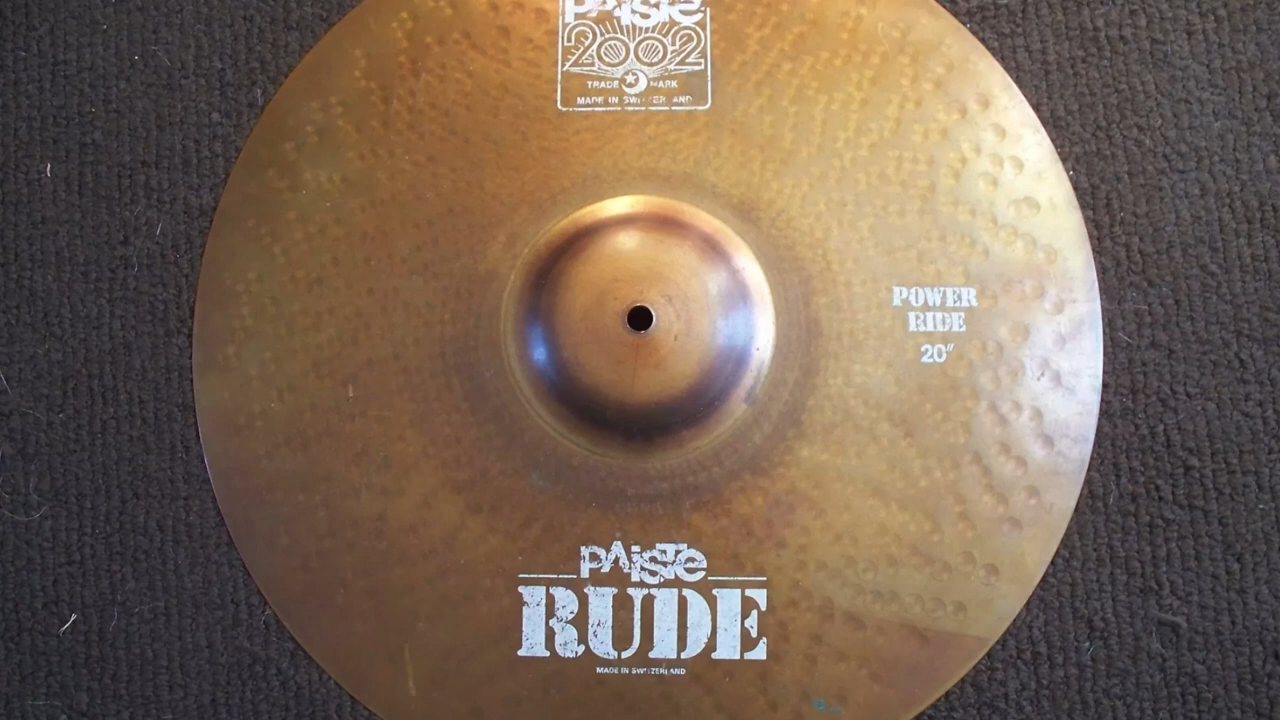 PAISTE
2002
TRADE MARK
MADE IN SWITZERLAND
POWER
RIDE
20"
PAISTE
RUDE
MADE IN SWITZERLAND